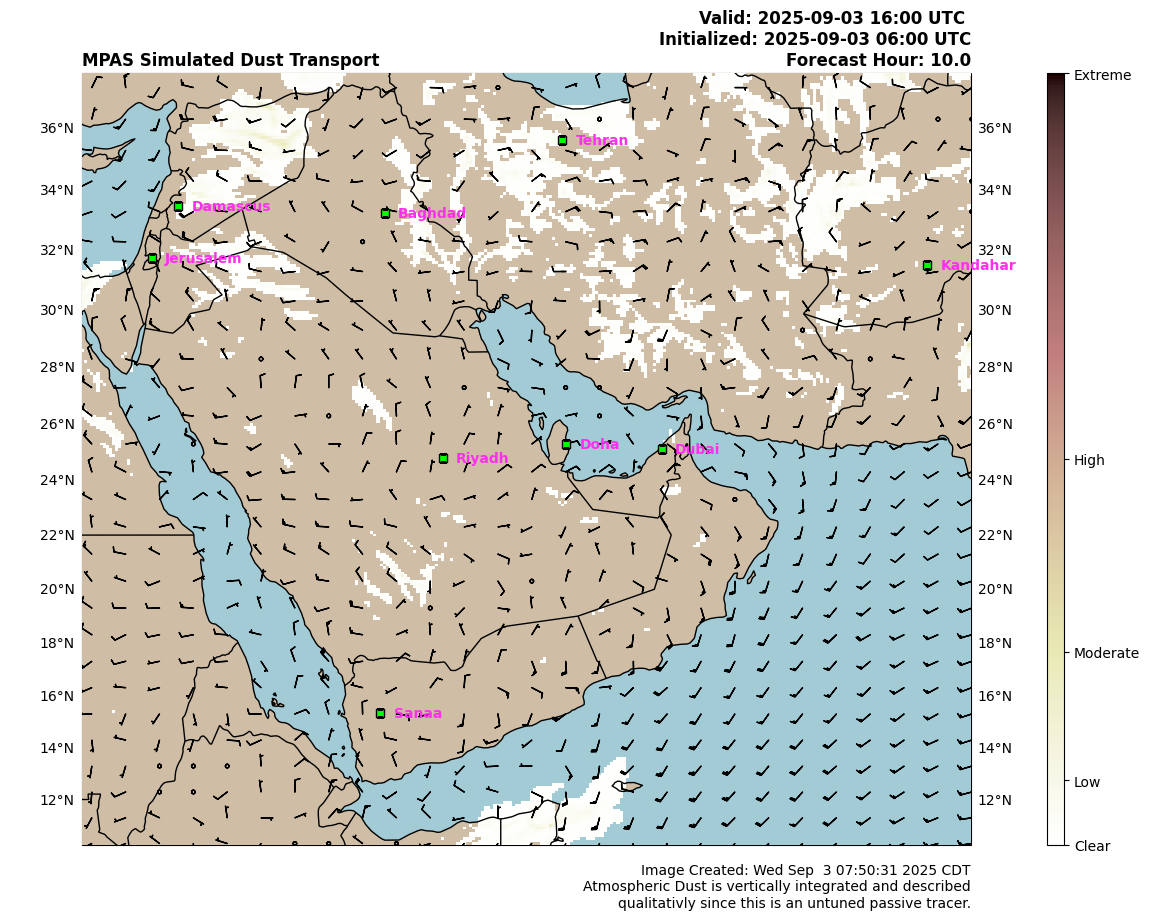 Valid: 2025-09-03 16:00 UTC
Initialized: 2025-09-03 06:00 UTC
MPAS Simulated Dust Transport
Forecast Hour: 10.0
Extreme
36°N
Tehran
36°N
34°N
Damascus
Baghdad
34°N
32°N
Jerusalem
32°N
Kandahar
30°N
30°N
28°N
28°N
26°N
Doha
Dubai
26°N
Riyadh
High
24°N
24°N
22°N
22°N
20°N
20°N
18°N
18°N
Moderate
16°N
16°N
Sanaa
14°N
14°N
12°N
12°N
Low
Clear
Image Created: Wed Sep  3 07:50:31 2025 CDT
Atmospheric Dust is vertically integrated and described
qualitativly since this is an untuned passive tracer.